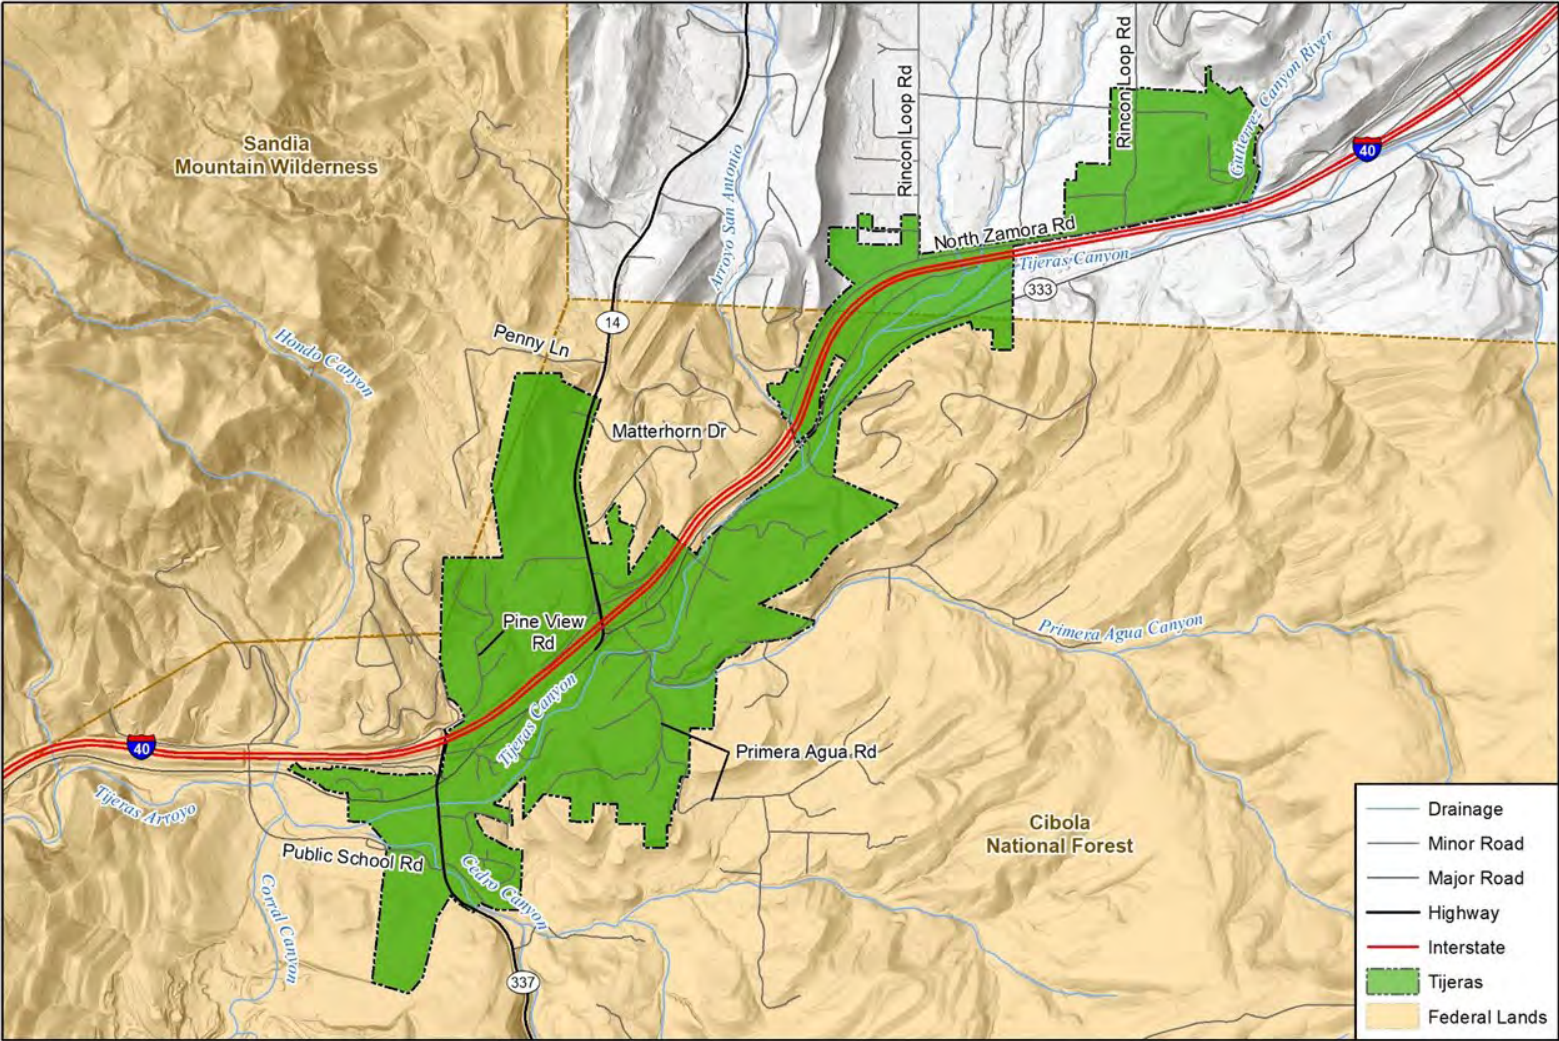 Sandia
Mountain Wilderness
Rincon Loop Rd
Rincon Loop Rd
Gutierrez Canyon River
40
Arroyo San Antonio
North Zamora Rd
Tijeras Canyon
333
14
Penny Ln
Hondo Canyon
Matterhorn Dr
Pine View
Rd
Primera Agua Canyon
Tijeras Canyon
40
Primera Agua Rd
Tijeras Arroyo
Public School Rd
Cedro Canyon
Corral Canyon
337
Cibola
National Forest
Drainage
Minor Road
Major Road
Highway
Interstate
Tijeras
Federal Lands